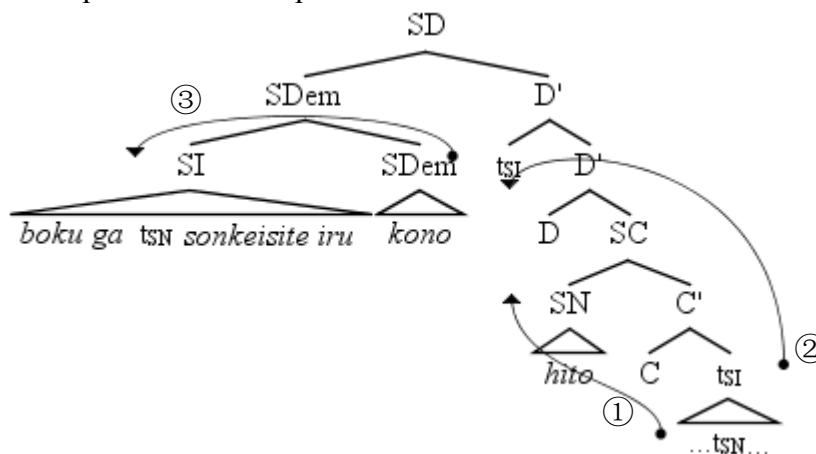 SD
SDem D'
③
SI SDem tSI D'
boku ga tSN sonkeisite iru kono D SC
SN C'
②
hito C tSI
①
...tSN...